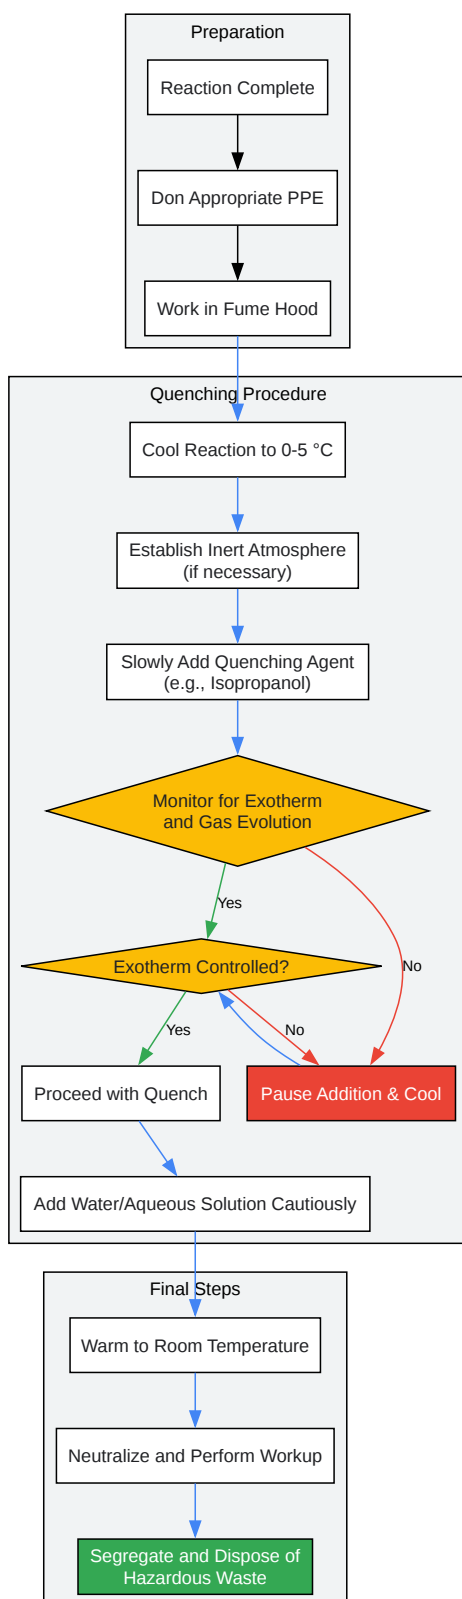 Preparation
Reaction Complete
Don Appropriate PPE
Work in Fume Hood
Quenching Procedure
Cool Reaction to 0-5 °C
Establish Inert Atmosphere
(if necessary)
Slowly Add Quenching Agent
(e.g., Isopropanol)
Monitor for Exotherm
and Gas Evolution
Yes
No
Exotherm Controlled?
Yes
No
Proceed with Quench
Pause Addition & Cool
Add Water/Aqueous Solution Cautiously
Final Steps
Warm to Room Temperature
Neutralize and Perform Workup
Segregate and Dispose of
Hazardous Waste